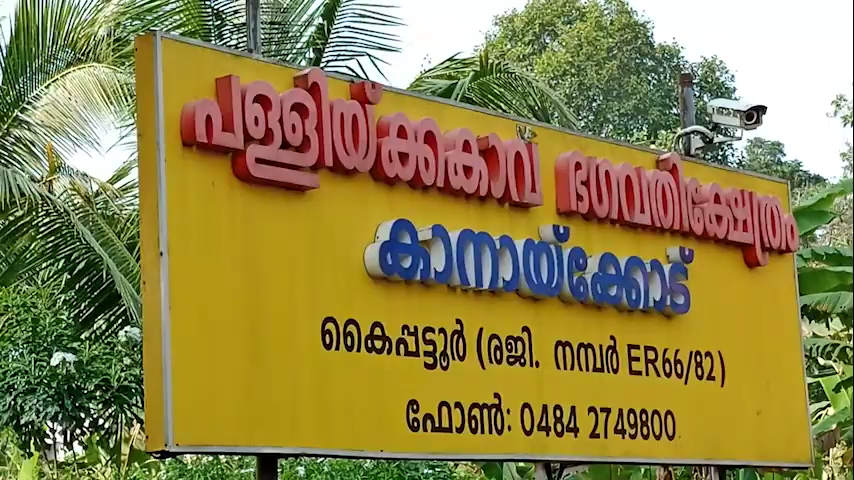 പള്ളിയ്ക്കകാവ് ഭഗവതിക്ഷേത്രം
കാനായ്ക്കോട്
കൈപ്പട്ടൂർ (രജി. നമ്പർ ER66/82)
ഫോൺ: 0484 2749800